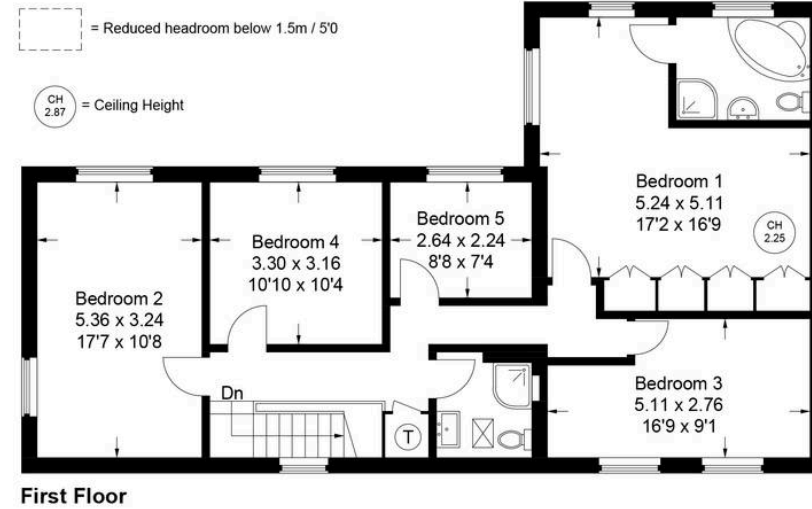 = Reduced headroom below 1.5m / 5'0
CH
2.87
= Ceiling Height
Bedroom 1
5.24 x 5.11
17'2 x 16'9
CH
2.25
Bedroom 5
2.64 x 2.24
8'8 x 7'4
Bedroom 4
3.30 x 3.16
10'10 x 10'4
Bedroom 2
5.36 x 3.24
17'7 x 10'8
Bedroom 3
5.11 x 2.76
16'9 x 9'1
Dn
T
First Floor